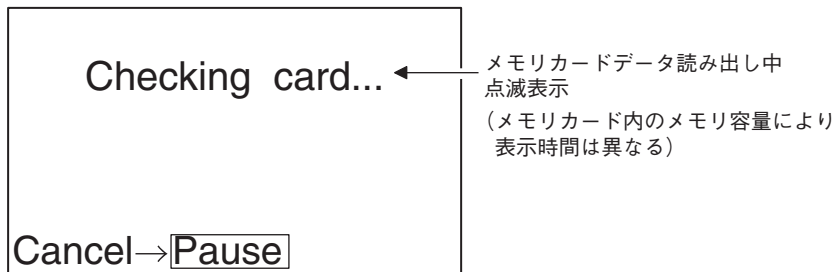 Checking card...
メモリカードデータ読み出し中
点滅表示
（メモリカード内のメモリ容量により
表示時間は異なる）
Cancel→Pause